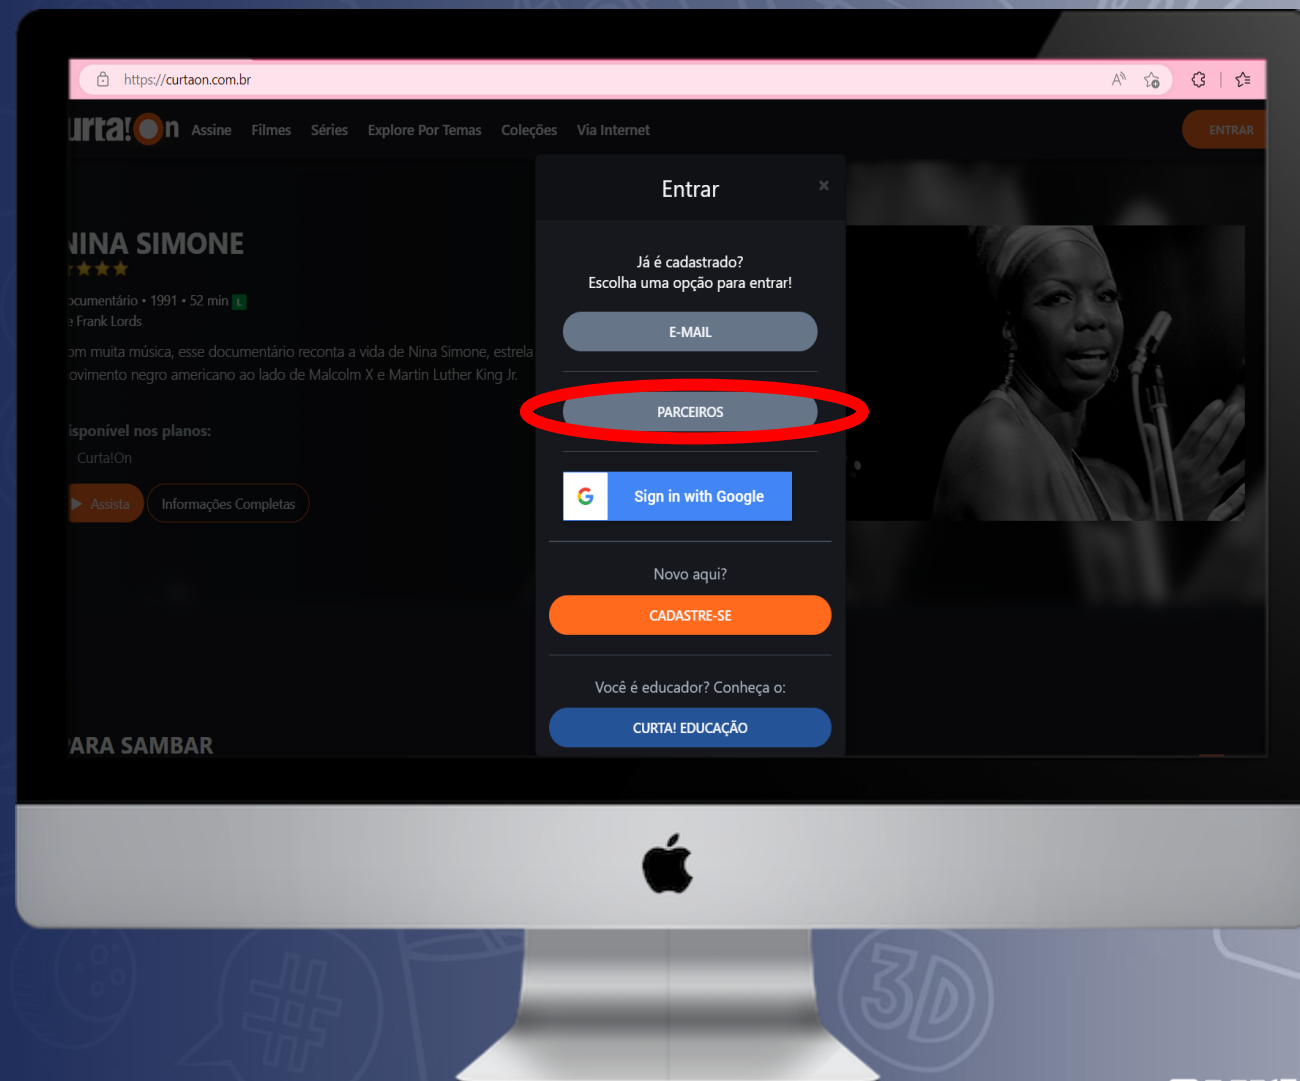 https://curtaon.com.br
urta!On Assine Filmes Séries Explore Por Temas Coleções Via Internet ENTRAR
Entrar ×
Já é cadastrado?
Escolha uma opção para entrar!
E-MAIL
PARCEIROS
G Sign in with Google
Novo aqui?
CADASTRE-SE
Você é educador? Conheça o:
CURTA! EDUCAÇÃO
NINA SIMONE
ocumentário • 1991 • 52 min L
e Frank Lords
om muita música, esse documentário reconta a vida de Nina Simone, estrela
ovimento negro americano ao lado de Malcolm X e Martin Luther King Jr.
isponível nos planos:
Curta!On
Assista Informações Completas
PARA SAMBAR
#
3D